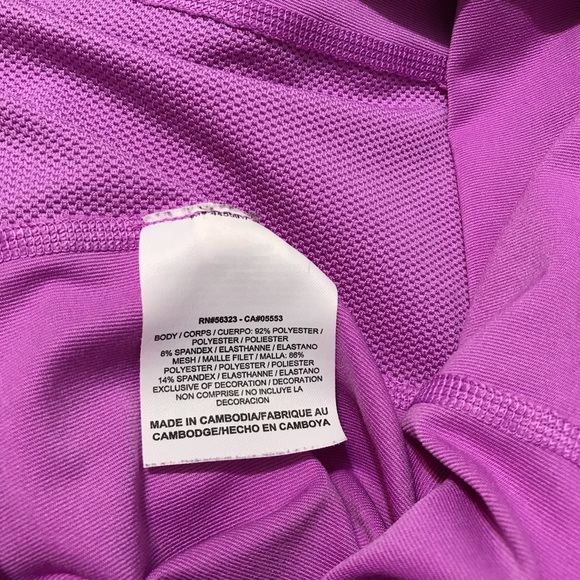 RN#56323 - CA#05553
BODY / CORPS / CUERPO: 92% POLYESTER /
POLYESTER / POLIESTER
8% SPANDEX / ELASTHANNE / ELASTANO
MESH / MAILLE FILET / MALLA: 86%
POLYESTER / POLYESTER / POLIESTER
14% SPANDEX / ELASTHANNE / ELASTANO
EXCLUSIVE OF DECORATION / DECORATION
NON COMPRISE / NO INCLUYE LA
DECORACION
MADE IN CAMBODIA/FABRIQUE AU
CAMBODGE/HECHO EN CAMBOYA